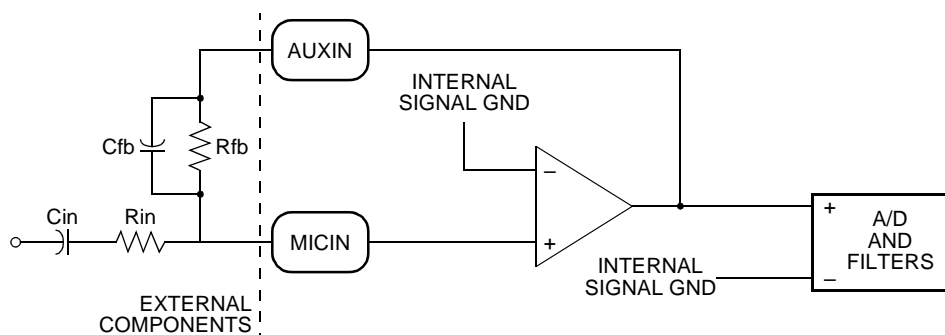 AUXIN
INTERNAL
SIGNAL GND
Cfb
Rfb
–
Cin
Rin
MICIN
+
+
A/D
AND
FILTERS
–
INTERNAL
SIGNAL GND
EXTERNAL
COMPONENTS